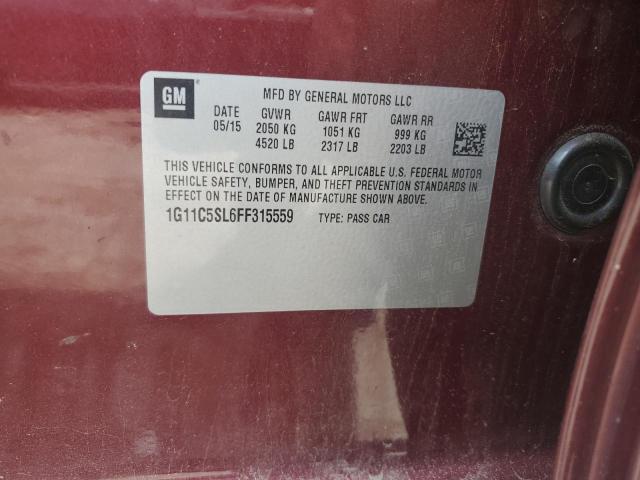 GM
MFD BY GENERAL MOTORS LLC
DATE GVWR GAWR FRT GAWR RR
05/15 2050 KG 1051 KG 999 KG
4520 LB 2317 LB 2203 LB
THIS VEHICLE CONFORMS TO ALL APPLICABLE U.S. FEDERAL MOTOR
VEHICLE SAFETY, BUMPER, AND THEFT PREVENTION STANDARDS IN
EFFECT ON THE DATE OF MANUFACTURE SHOWN ABOVE.
1G11C5SL6FF315559 TYPE: PASS CAR